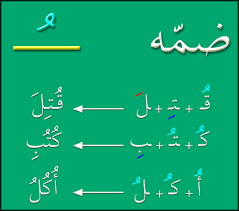 ضمّه ـُ
قُ + تِـ + لَ ← قُتِلَ
كُـ + تُـ + بِ ← كُتُبِ
أُ + كُـ + لُ ← أُكُلُ